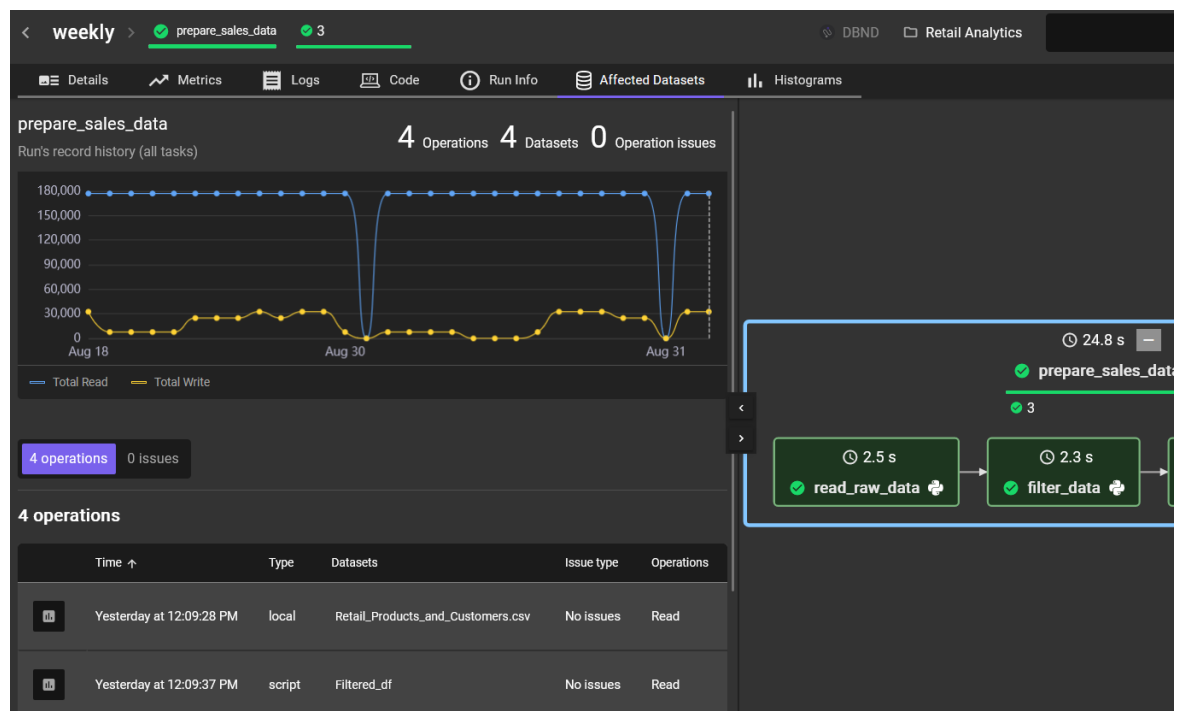 weekly prepare_sales_data 3 DBND Retail Analytics
Details Metrics Logs Code Run Info Affected Datasets Histograms
prepare_sales_data
Run's record history (all tasks)
4 Operations 4 Datasets 0 Operation issues
180,000
150,000
120,000
90,000
60,000
30,000
0
Aug 18 Aug 30 Aug 31
Total Read Total Write
24.8 s
prepare_sales_data
3
2.5 s
read_raw_data
2.3 s
filter_data
4 operations 0 issues
4 operations
Time Type Datasets Issue type Operations
Yesterday at 12:09:28 PM local Retail_Products_and_Customers.csv No issues Read
Yesterday at 12:09:37 PM script Filtered_df No issues Read